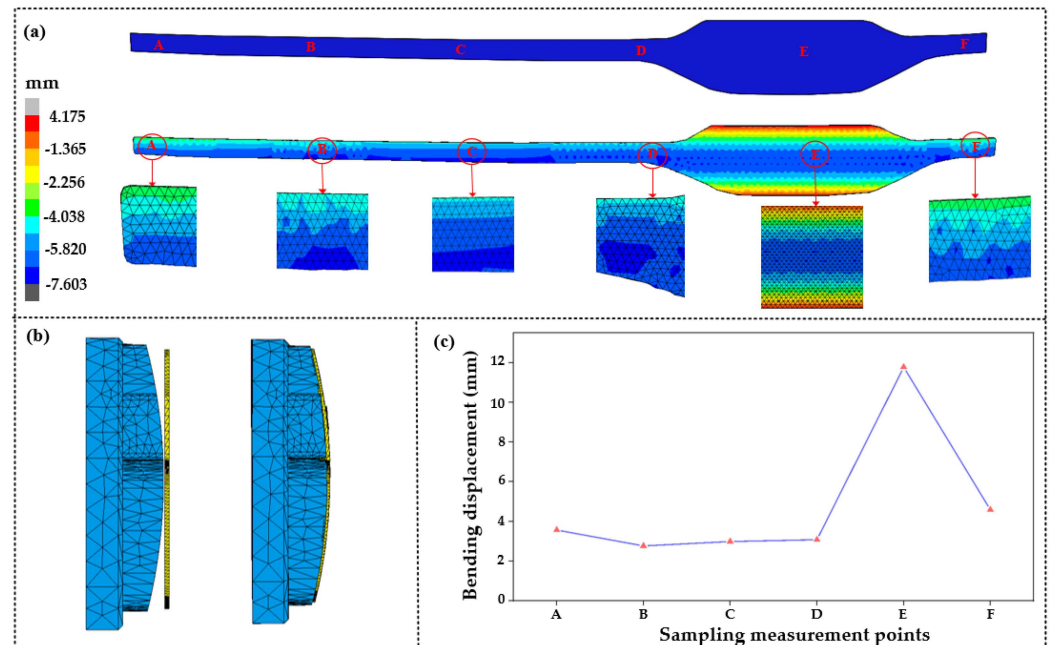 (a)
A B C D E F
mm
4.175
-1.365
-2.256
-4.038
-5.820
-7.603
A B C D E F
(b)
(c)
Bending displacement (mm)
12
10
8
6
4
2
0
A B C D E F
Sampling measurement points